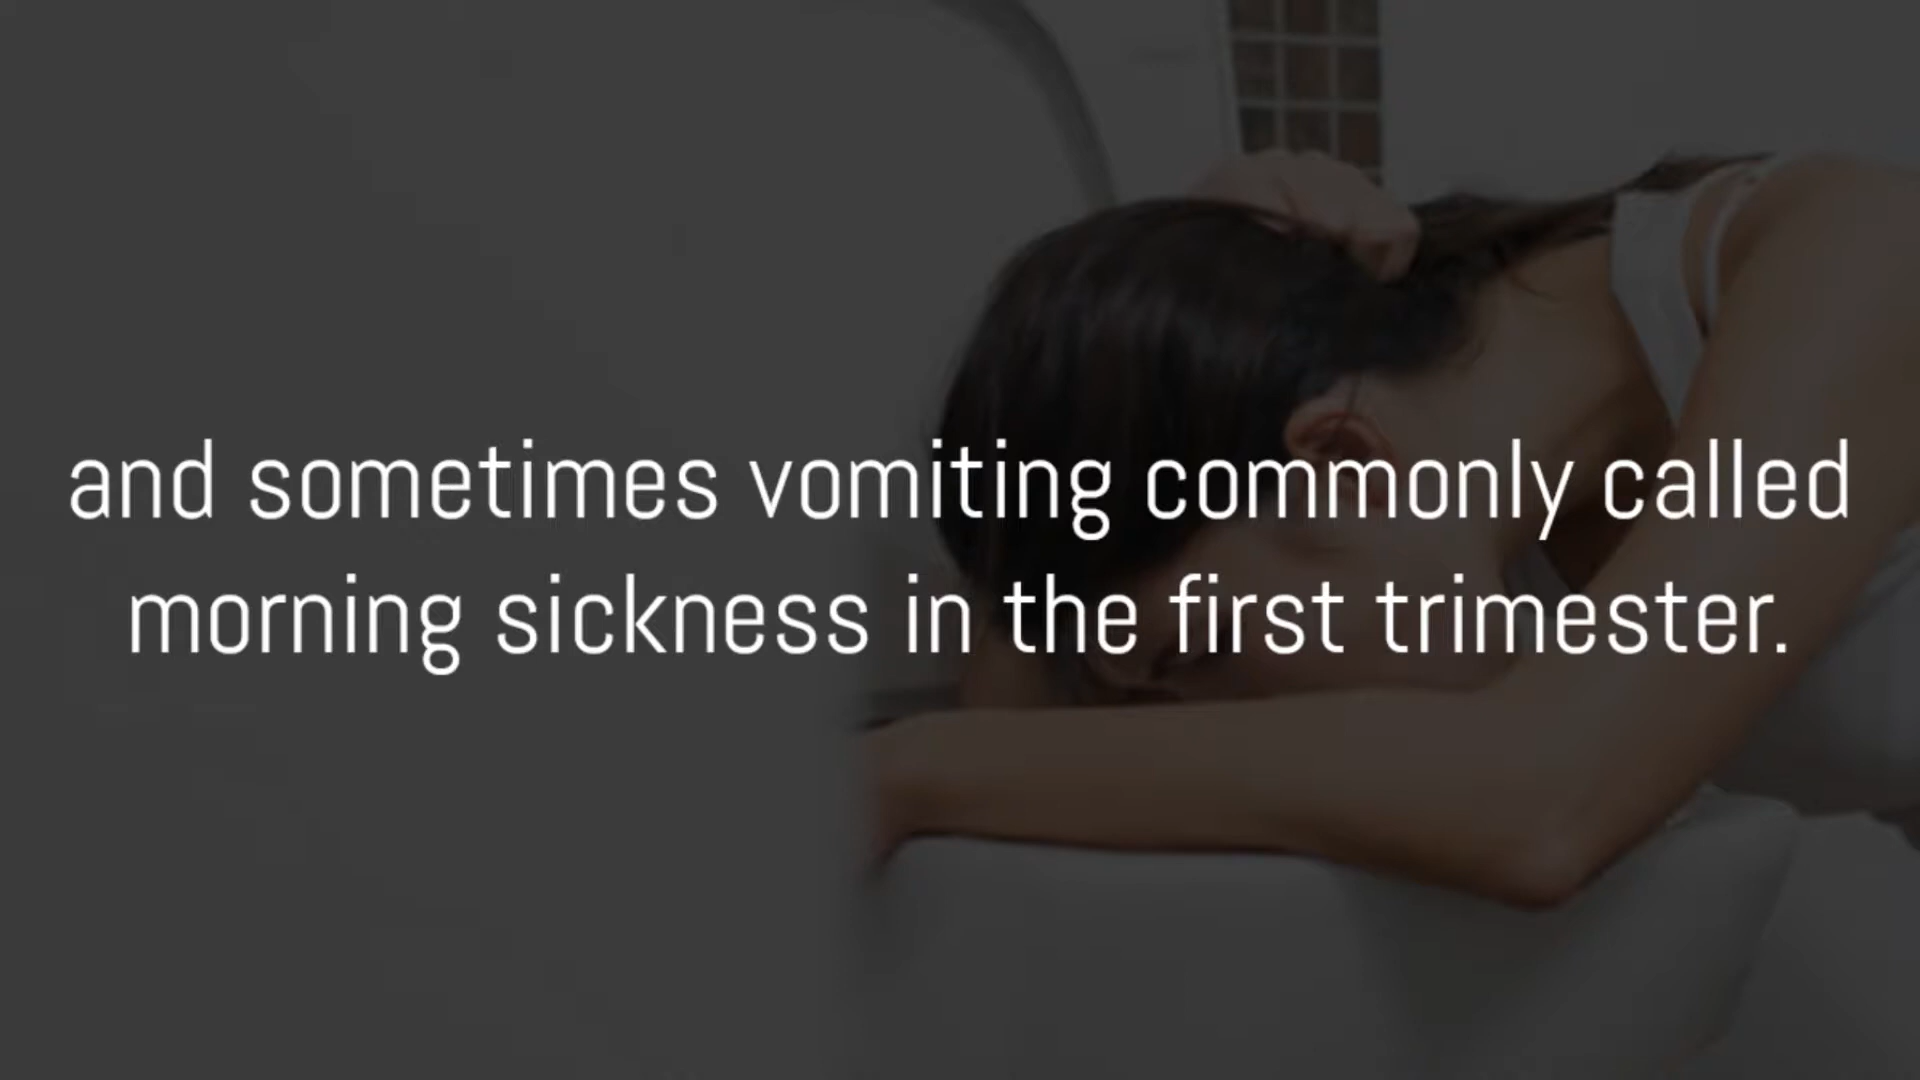 and sometimes vomiting commonly called
morning sickness in the first trimester.